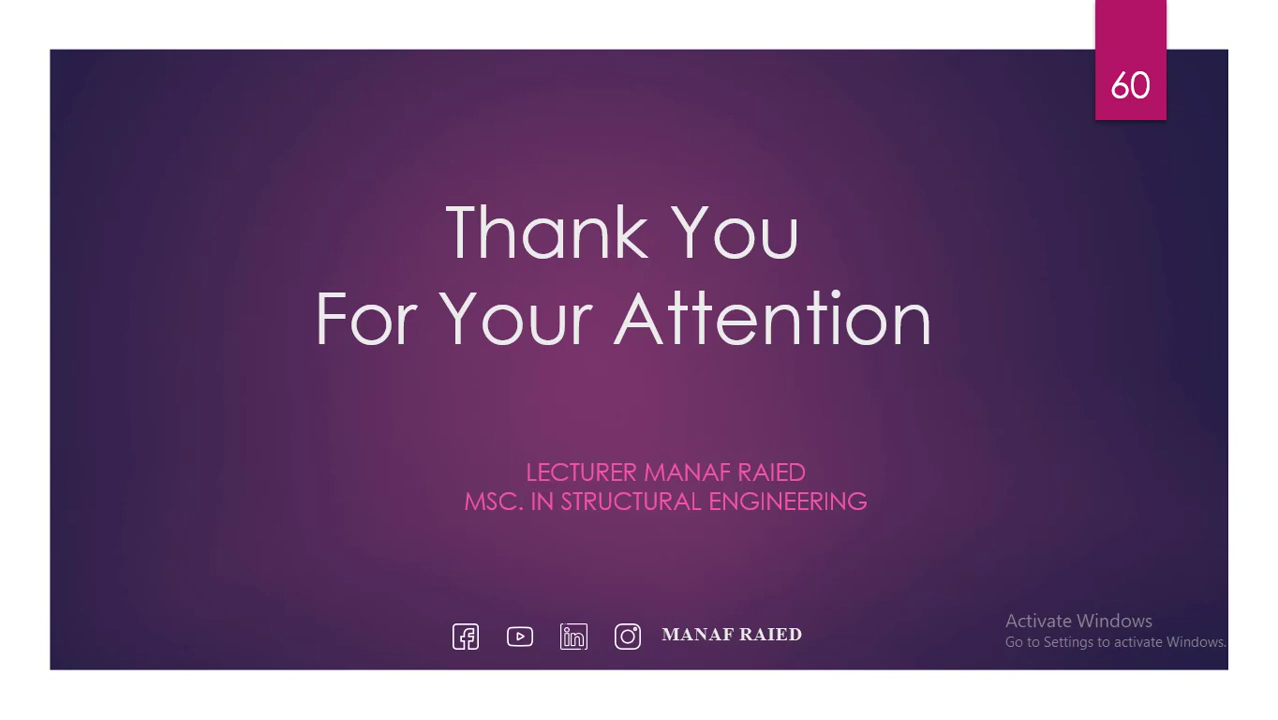 60
Thank You
For Your Attention
LECTURER MANAF RAIED
MSC. IN STRUCTURAL ENGINEERING
MANAF RAIED
Activate Windows
Go to Settings to activate Windows.